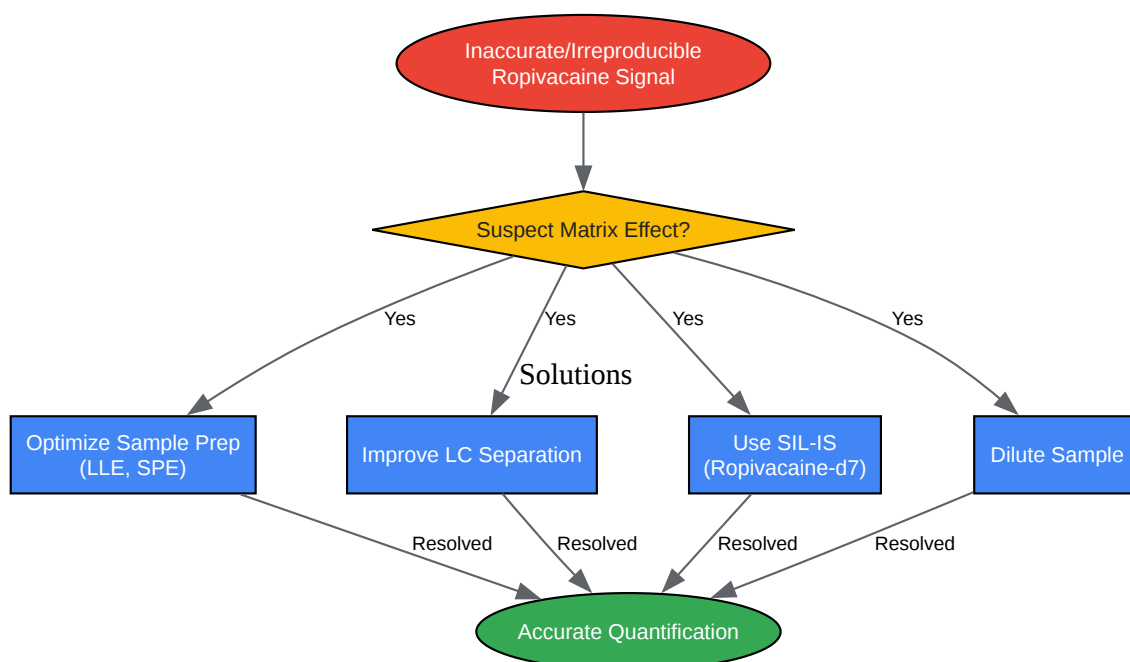 Inaccurate/Irreproducible
Ropivacaine Signal
Suspect Matrix Effect?
Yes
Yes
Yes
Yes
Solutions
Optimize Sample Prep
(LLE, SPE)
Improve LC Separation
Use SIL-IS
(Ropivacaine-d7)
Dilute Sample
Resolved
Resolved
Resolved
Resolved
Accurate Quantification